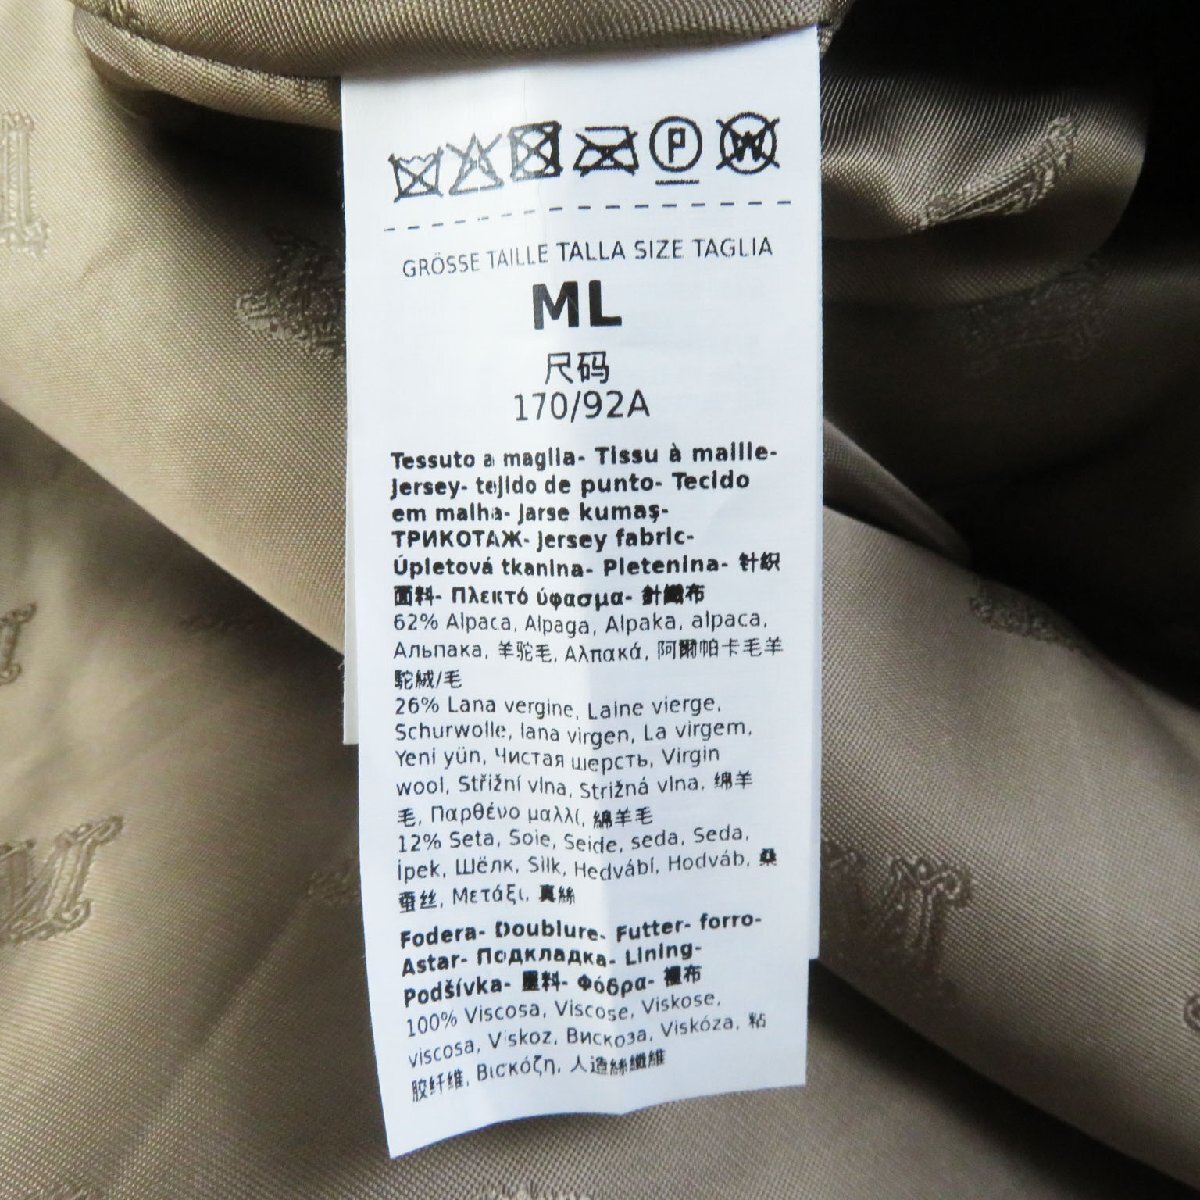 P W
GRÖSSE TAILLE TALLA SIZE TAGLIA
ML
尺码
170/92A
Tessuto a maglia- Tissu à maille-
Jersey- tejido de punto- Tecido
em malha- Jarse kumaş-
ТРИКОТАЖ- Jersey fabric-
Úpletová tkanina- Pletenina- 针织
面料- Πλεκτό ύφασμα- 針織布
62% Alpaca, Alpaga, Alpaka, alpaca,
Альпака, 羊驼毛, Αλπακά, 阿爾帕卡毛羊
駝絨/毛
26% Lana vergine, Laine vierge,
Schurwolle, lana virgen, La virgem,
Yeni yün, Чистая шерсть, Virgin
wool, Střižní vlna, Strižná vlna, 绵羊
毛, Παρθένο μαλλί, 綿羊毛
12% Seta, Soie, Seide, seda, Seda,
İpek, Шёлк, Silk, Hedvábí, Hodváb, 桑
蚕丝, Μετάξι, 真絲
Fodera- Doublure- Futter- forro-
Astar- Подкладка- Lining-
Podšívka- 里料- Φόδρα- 裡布
100% Viscosa, Viscose, Viskose,
viscosa, Viskoz, Вискоза, Viskóza, 粘
胶纤维, Βισκόζη, 人造絲纖維